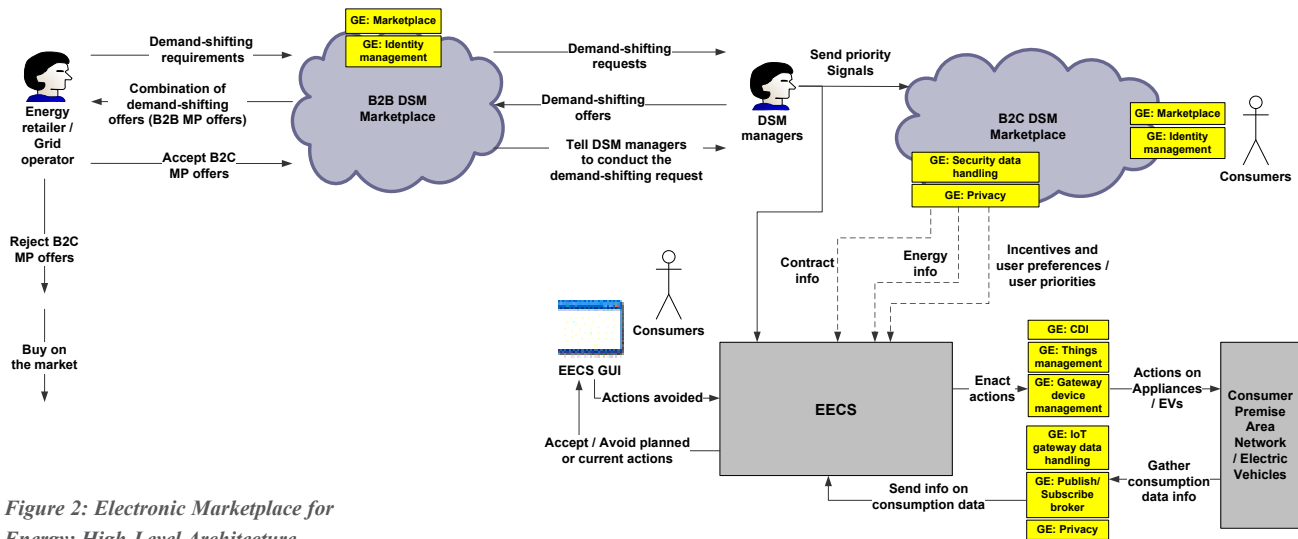 GE: Marketplace
GE: Identity
management
B2B DSM
Marketplace
Demand-shifting
requirements
Combination of
demand-shifting
offers (B2B MP offers)
Accept B2C
MP offers
Energy
retailer /
Grid
operator
Reject B2C
MP offers
Buy on
the market
Demand-shifting
requests
Demand-shifting
offers
Tell DSM managers
to conduct the
demand-shifting request
DSM
managers
Send priority
Signals
B2C DSM
Marketplace
GE: Marketplace
GE: Identity
management
Consumers
GE: Security data
handling
GE: Privacy
Contract
info
Energy
info
Incentives and
user preferences /
user priorities
Consumers
EECS GUI
Actions avoided
Accept / Avoid planned
or current actions
EECS
Enact
actions
GE: CDI
GE: Things
management
GE: Gateway
device
management
Actions on
Appliances
/ EVs
Consumer
Premise
Area
Network
/ Electric
Vehicles
GE: IoT
gateway data
handling
GE: Publish/
Subscribe
broker
GE: Privacy
Gather
consumption
data info
Send info on
consumption data
Figure 2: Electronic Marketplace for
Energy: High Level Architecture